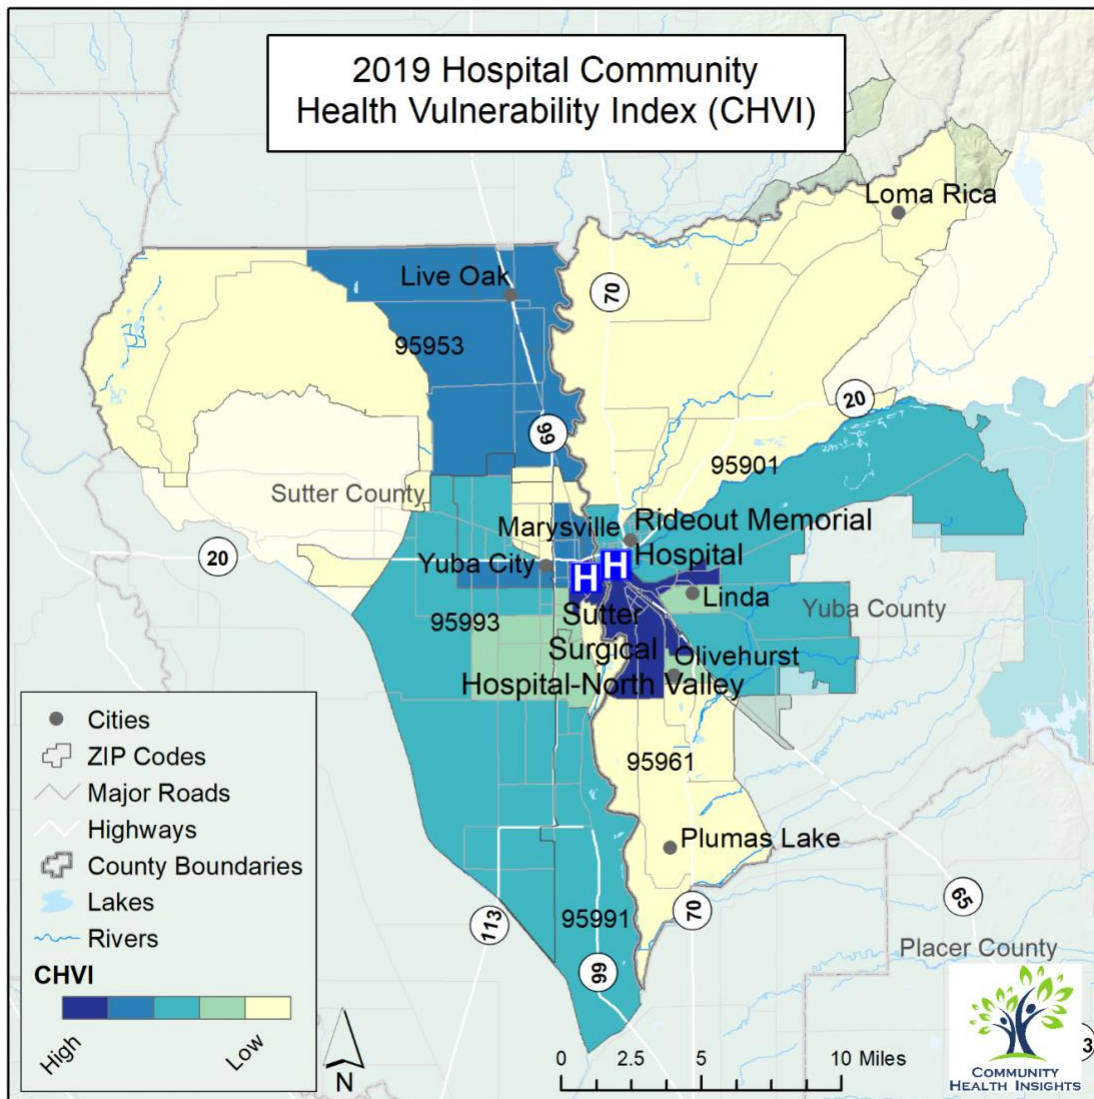 2019 Hospital Community
Health Vulnerability Index (CHVI)
Loma Rica
Live Oak
70
95953
20
99
95901
Sutter County
Marysville
Rideout Memorial
Hospital
20
Yuba City
H
H
Linda
Sutter
Surgical
Hospital-North Valley
Yuba County
95993
Olivehurst
95961
Plumas Lake
113
95991
70
65
99
Placer County
Cities
ZIP Codes
Major Roads
Highways
County Boundaries
Lakes
Rivers
CHVI
High
Low
N
0 2.5 5 10 Miles
3
COMMUNITY
HEALTH INSIGHTS